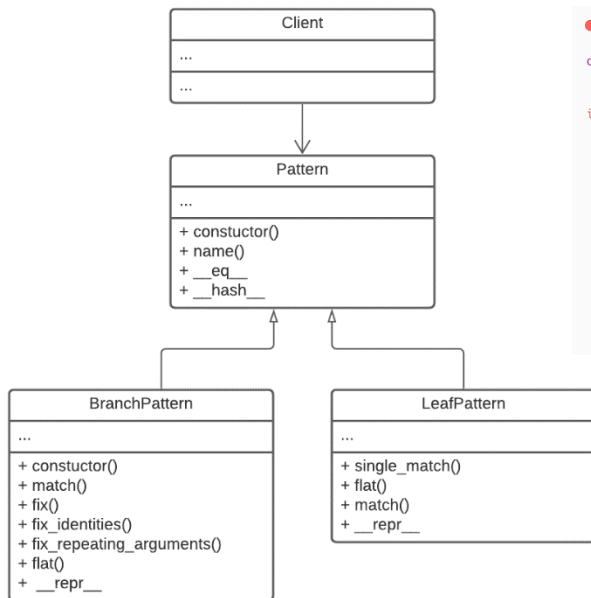 Client
...
...
Pattern
...
+ constuctor()
+ name()
+ __eq__
+ __hash__
BranchPattern
...
+ constuctor()
+ match()
+ fix()
+ fix_identities()
+ fix_repeating_arguments()
+ flat()
+ __repr__
LeafPattern
...
+ single_match()
+ flat()
+ match()
+ __repr__